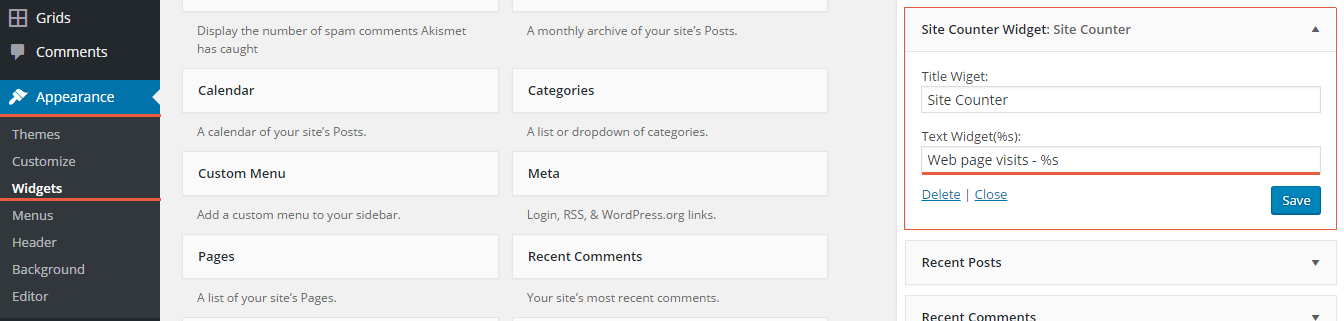 Grids
Comments
Appearance
Themes
Customize
Widgets
Menus
Header
Background
Editor
Display the number of spam comments Akismet
has caught
A monthly archive of your site's Posts.
Calendar
Categories
A calendar of your site's Posts.
A list or dropdown of categories.
Custom Menu
Meta
Add a custom menu to your sidebar.
Login, RSS, & WordPress.org links.
Pages
Recent Comments
A list of your site's Pages.
Your site's most recent comments.
Site Counter Widget: Site Counter
Title Wiget:
Site Counter
Text Widget(%s):
Web page visits - %s
Delete | Close
Save
Recent Posts
Recent Comments